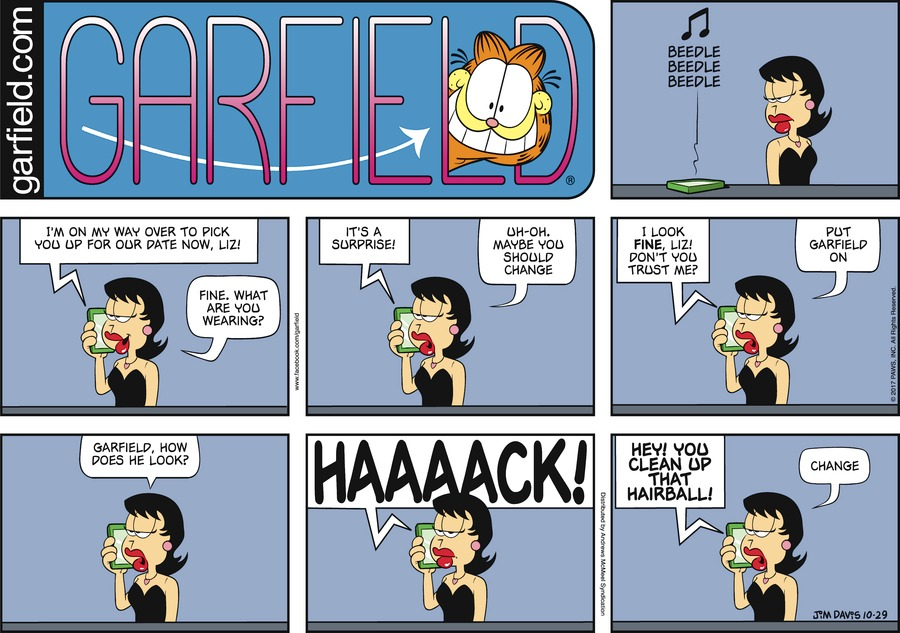 garfield.com
GARFIELD
®
BEEDLE
BEEDLE
BEEDLE
I'M ON MY WAY OVER TO PICK
YOU UP FOR OUR DATE NOW, LIZ!
FINE. WHAT
ARE YOU
WEARING?
www.facebook.com/garfield
IT'S A
SURPRISE!
UH-OH.
MAYBE YOU
SHOULD
CHANGE
I LOOK
FINE, LIZ!
DON'T YOU
TRUST ME?
PUT
GARFIELD
ON
© 2017 PAWS, INC. All Rights Reserved.
GARFIELD, HOW
DOES HE LOOK?
HAAAAACK!
Distributed by Andrews McMeel Syndication
HEY! YOU
CLEAN UP
THAT
HAIRBALL!
CHANGE
JIM DAVIS 10-29